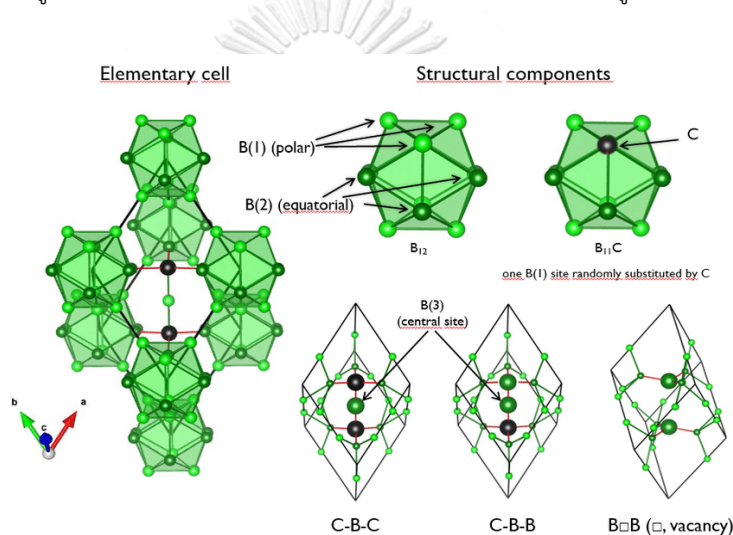 Elementary cell
Structural components
B(1) (polar)
C
B(2) (equatorial)
B₁₂
B₁₁C
one B(1) site randomly substituted by C
B(3)
(central site)
b
a
c
C-B-C
C-B-B
B□B (□, vacancy)